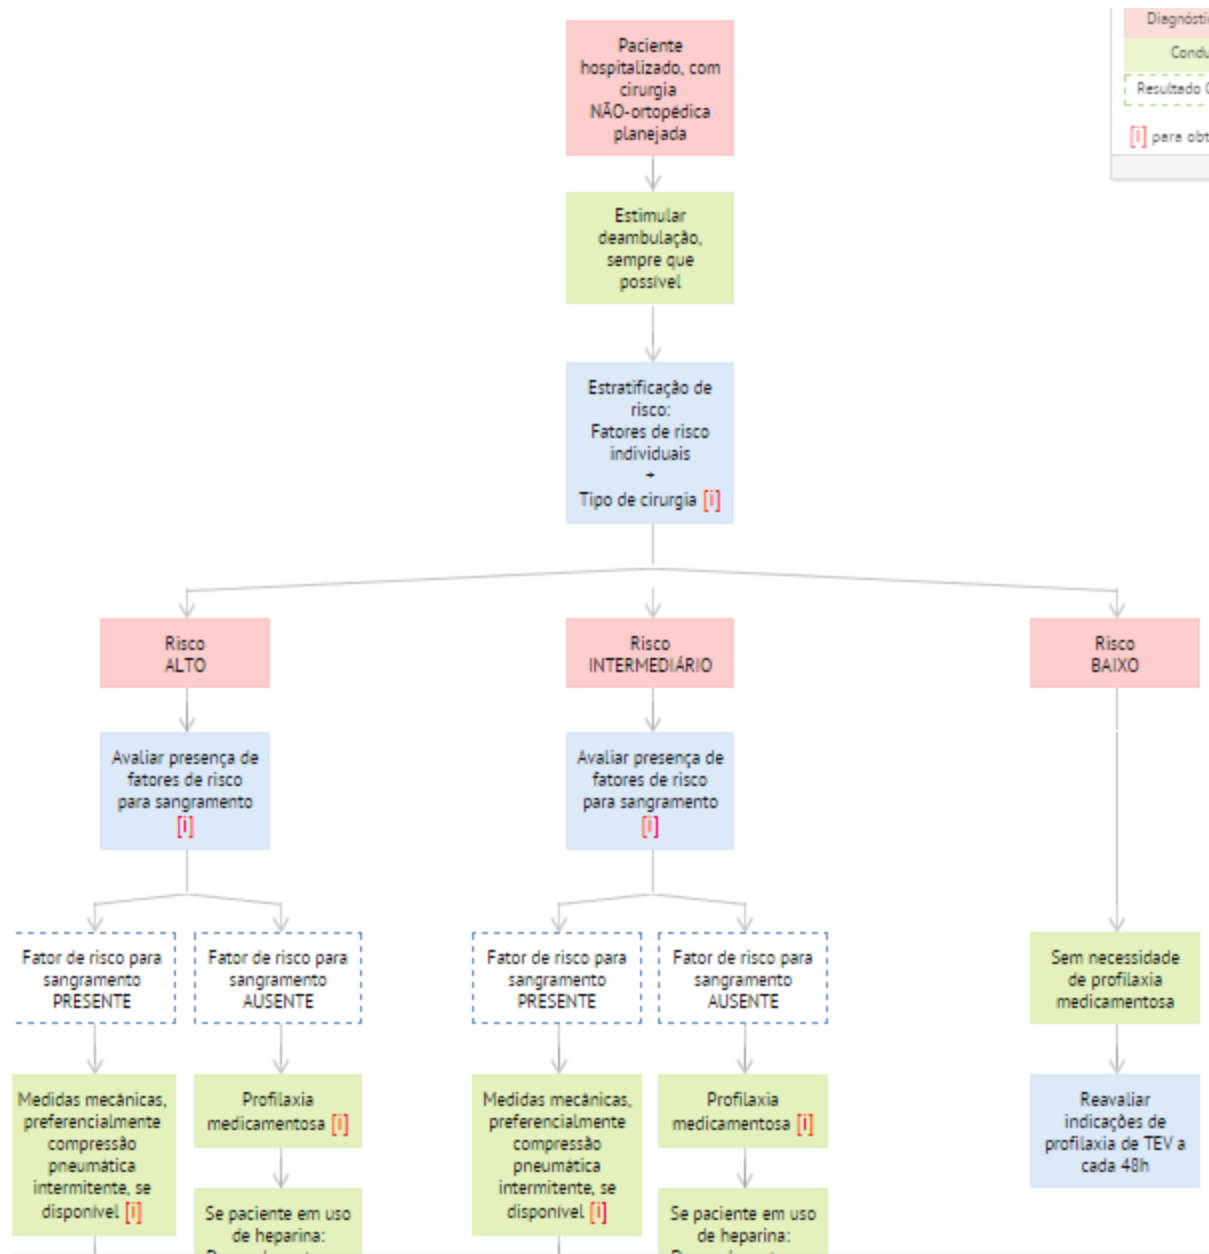 Paciente
hospitalizado, com
cirurgia
NÃO-ortopédica
planejada
Condu
Resultado
[i] para obt
Estimular
deambulação,
sempre que
possível
Estratificação de
risco:
Fatores de risco
individuais
+
Tipo de cirurgia [i]
Risco
ALTO
Risco
INTERMEDIÁRIO
Risco
BAIXO
Avaliar presença de
fatores de risco
para sangramento
[i]
Avaliar presença de
fatores de risco
para sangramento
[i]
Fator de risco para
sangramento
PRESENTE
Fator de risco para
sangramento
AUSENTE
Fator de risco para
sangramento
PRESENTE
Fator de risco para
sangramento
AUSENTE
Sem necessidade
de profilaxia
medicamentosa
Medidas mecânicas,
preferencialmente
compressão
pneumática
intermitente, se
disponível [i]
Profilaxia
medicamentosa [i]
Se paciente em uso
de heparina:
Medidas mecânicas,
preferencialmente
compressão
pneumática
intermitente, se
disponível [i]
Profilaxia
medicamentosa [i]
Se paciente em uso
de heparina:
Reavaliar
indicações de
profilaxia de TEV a
cada 48h